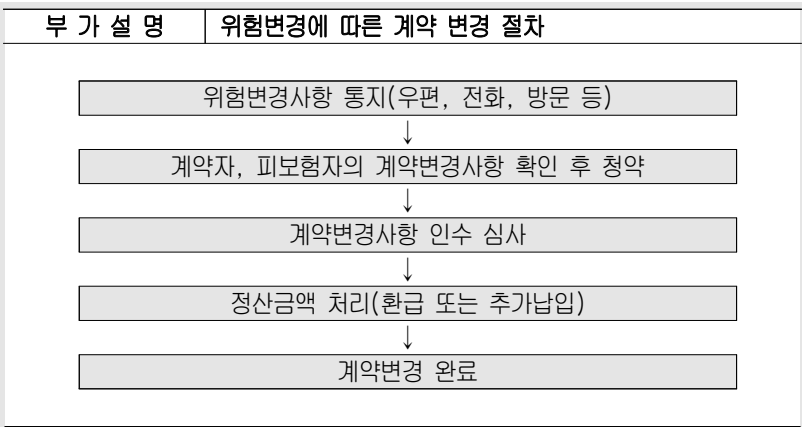 부 가 설 명 위험변경에 따른 계약 변경 절차
위험변경사항 통지(우편, 전화, 방문 등)
↓
계약자, 피보험자의 계약변경사항 확인 후 청약
↓
계약변경사항 인수 심사
↓
정산금액 처리(환급 또는 추가납입)
↓
계약변경 완료